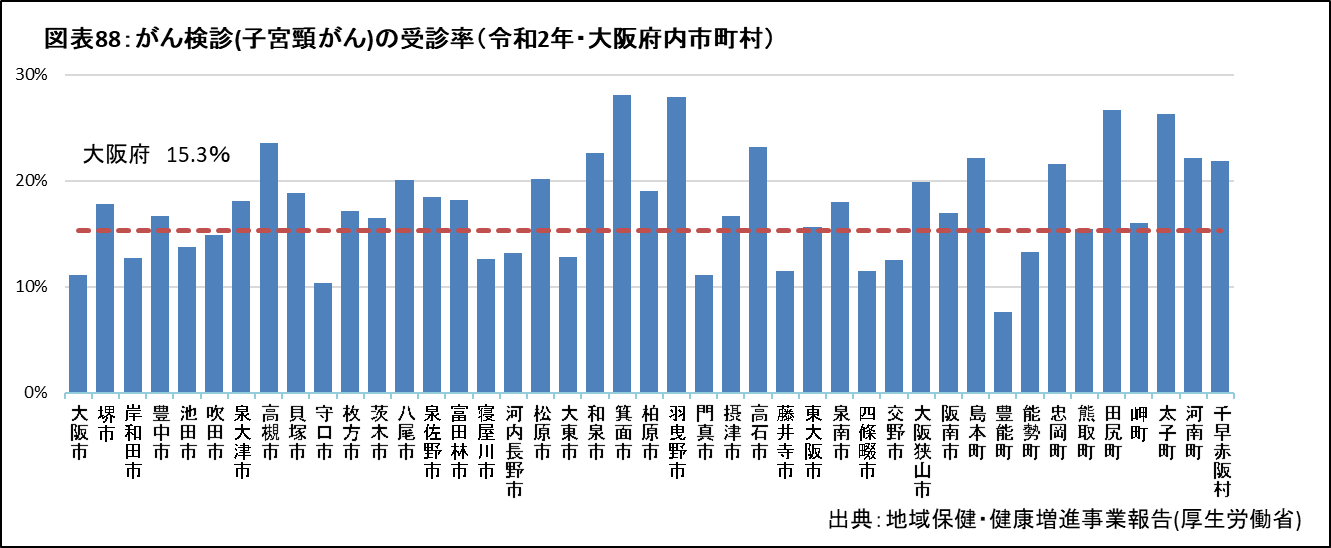 図表88：がん検診(子宮頸がん)の受診率（令和2年・大阪府内市町村）
30%
大阪府 15.3%
20%
10%
0%
大阪市
堺市
岸和田市
豊中市
池田市
吹田市
泉大津市
高槻市
貝塚市
守口市
枚方市
茨木市
八尾市
泉佐野市
富田林市
寝屋川市
河内長野市
松原市
大東市
和泉市
箕面市
柏原市
羽曳野市
門真市
摂津市
高石市
藤井寺市
東大阪市
泉南市
四條畷市
交野市
大阪狭山市
阪南市
島本町
豊能町
能勢町
忠岡町
熊取町
田尻町
岬町
太子町
河南町
千早赤阪村
出典：地域保健・健康増進事業報告(厚生労働省)